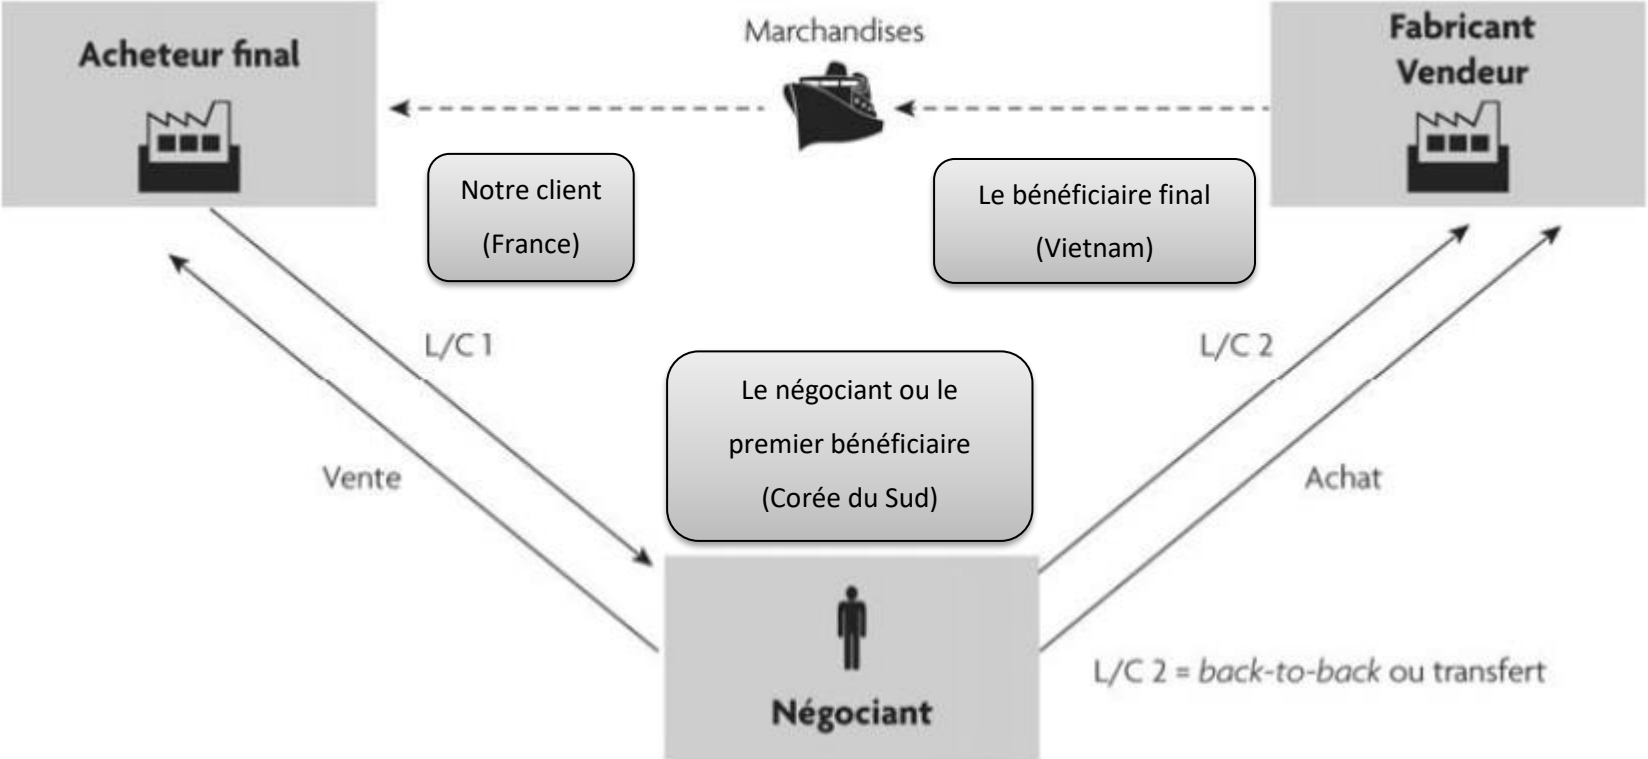 Acheteur final
Marchandises
Fabricant
Vendeur
Notre client
(France)
Le bénéficiaire final
(Vietnam)
L/C 1
L/C 2
Le négociant ou le
premier bénéficiaire
(Corée du Sud)
Vente
Achat
Négociant
L/C 2 = back-to-back ou transfert